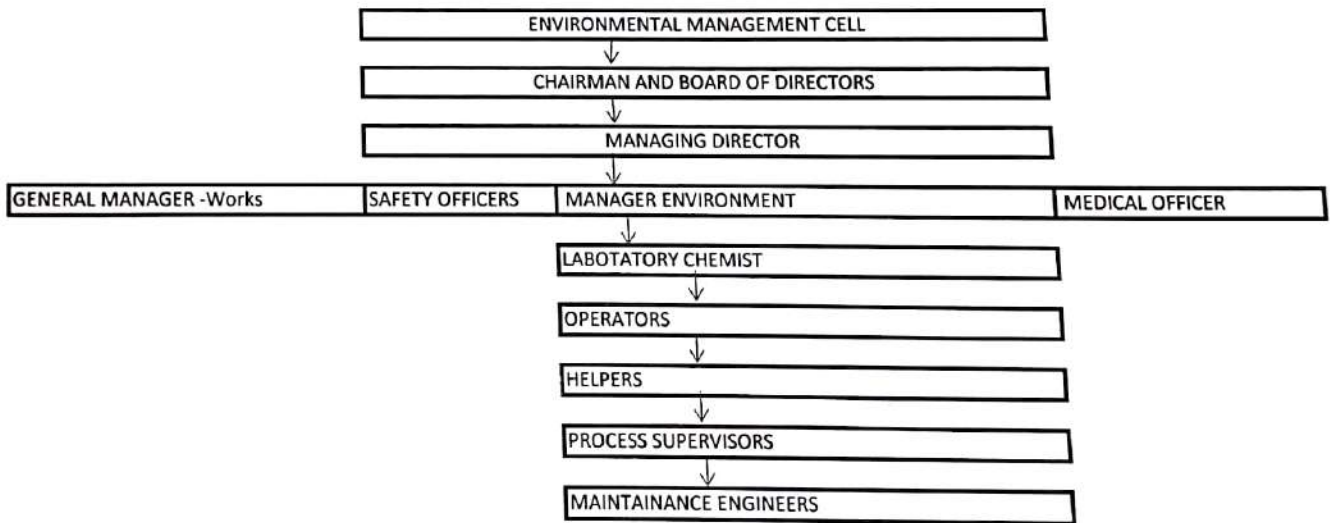 ENVIRONMENTAL MANAGEMENT CELL
CHAIRMAN AND BOARD OF DIRECTORS
MANAGING DIRECTOR
GENERAL MANAGER -Works SAFETY OFFICERS MANAGER ENVIRONMENT MEDICAL OFFICER
LABOTATORY CHEMIST
OPERATORS
HELPERS
PROCESS SUPERVISORS
MAINTAINANCE ENGINEERS